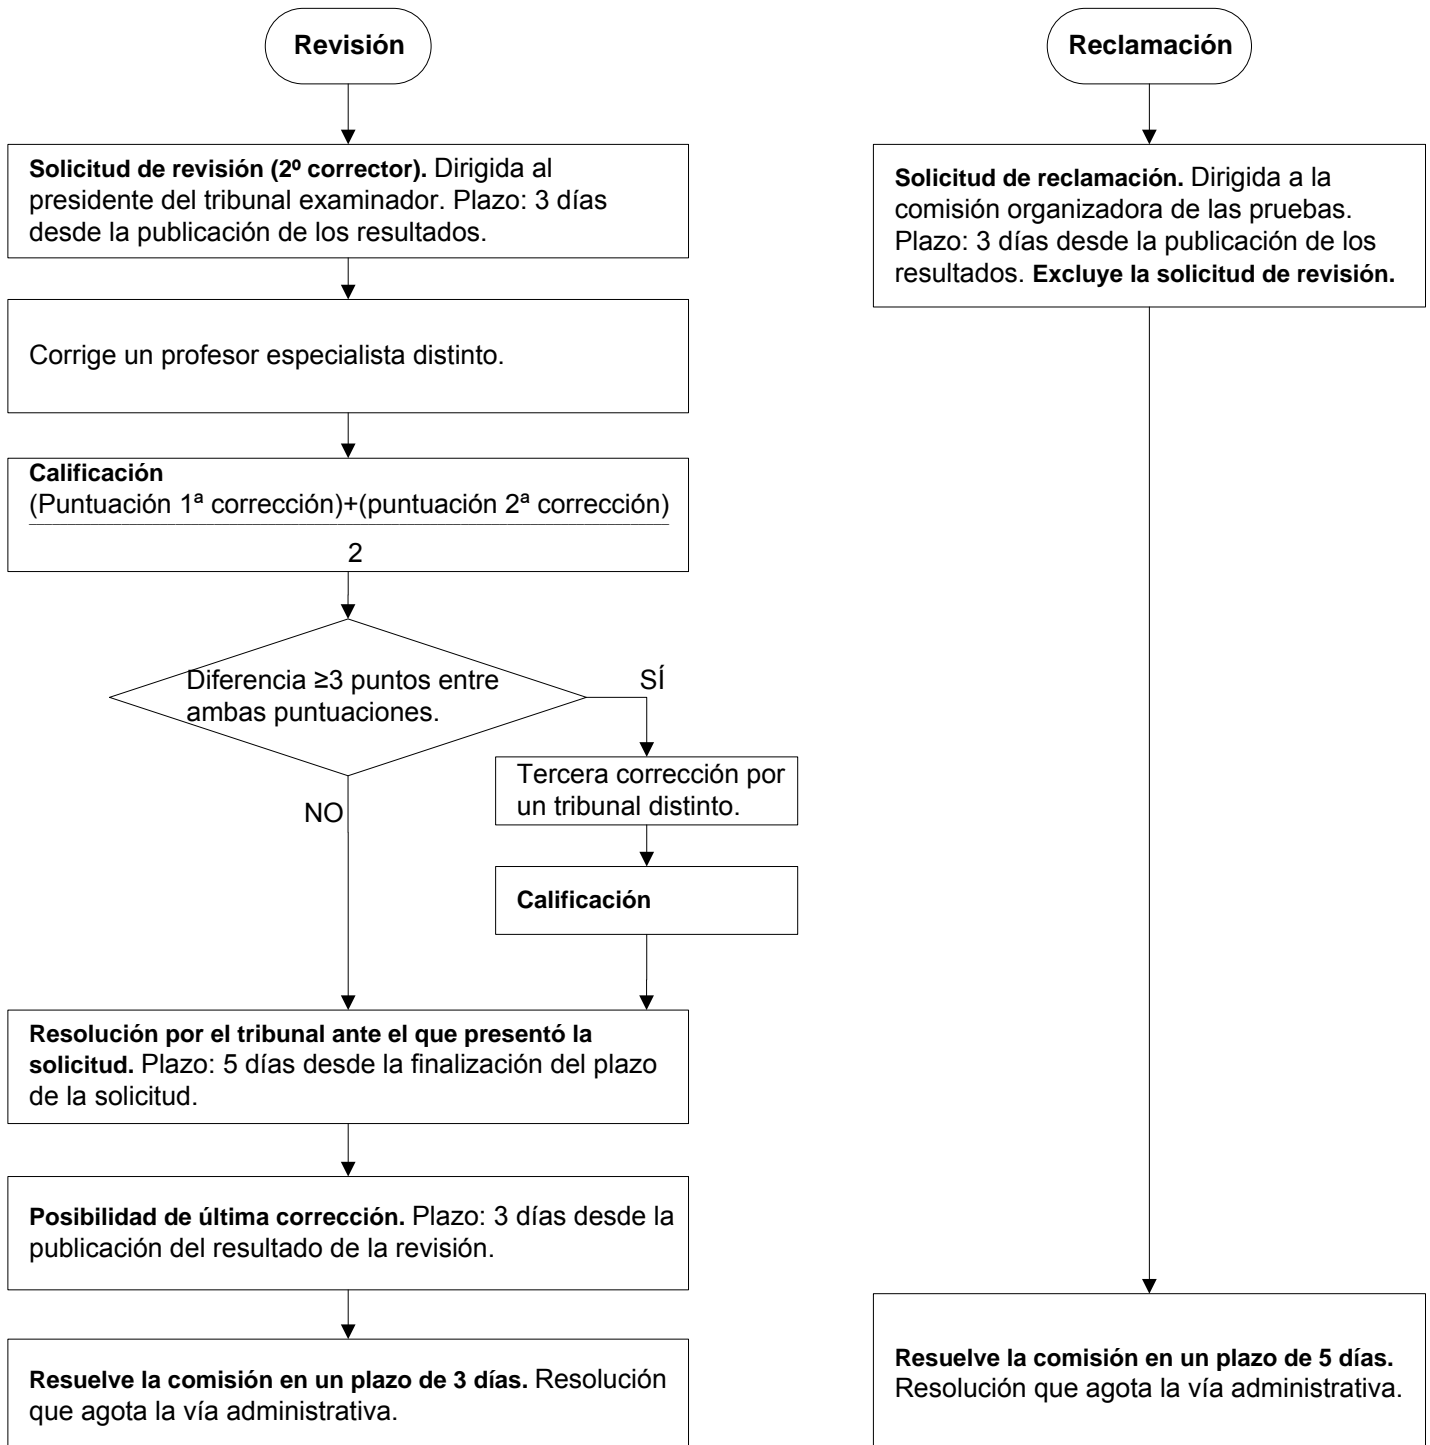 Revisión
Solicitud de revisión (2º corrector). Dirigida al
presidente del tribunal examinador. Plazo: 3 días
desde la publicación de los resultados.
Corrige un profesor especialista distinto.
Calificación
(Puntuación 1ª corrección)+(puntuación 2ª corrección)
2
Diferencia ≥3 puntos entre
ambas puntuaciones.
SÍ
NO
Tercera corrección por
un tribunal distinto.
Calificación
Resolución por el tribunal ante el que presentó la
solicitud. Plazo: 5 días desde la finalización del plazo
de la solicitud.
Posibilidad de última corrección. Plazo: 3 días desde la
publicación del resultado de la revisión.
Resuelve la comisión en un plazo de 3 días. Resolución
que agota la vía administrativa.
Reclamación
Solicitud de reclamación. Dirigida a la
comisión organizadora de las pruebas.
Plazo: 3 días desde la publicación de los
resultados. Excluye la solicitud de revisión.
Resuelve la comisión en un plazo de 5 días.
Resolución que agota la vía administrativa.